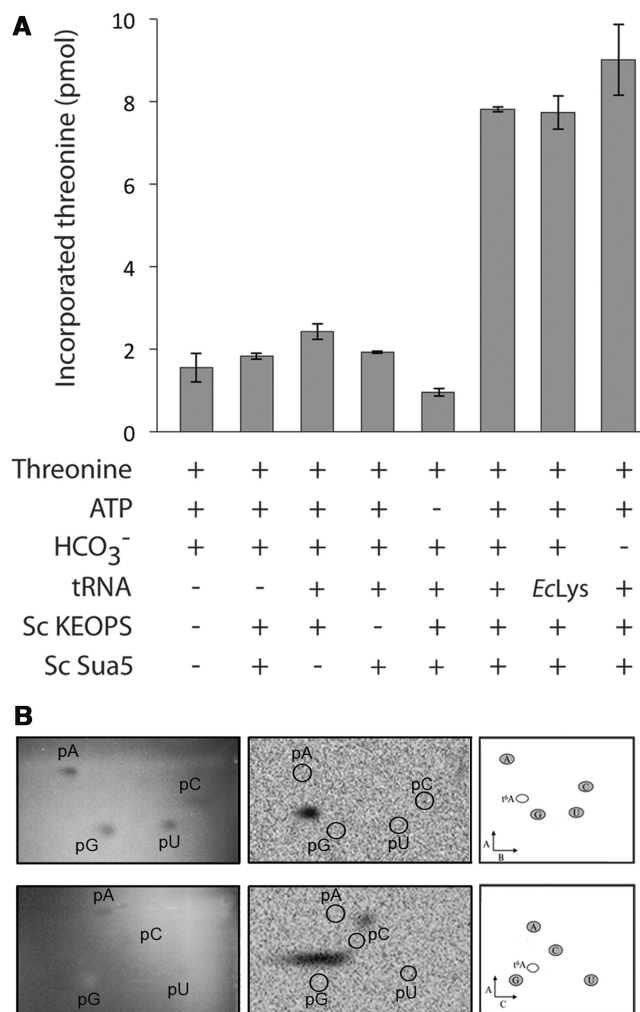 A
Incorporated threonine (pmol)
10
8
6
4
2
0
Threonine + + + + + + + +
ATP + + + + - + + +
HCO3- + + + + + + + -
tRNA - - + + + + EcLys +
Sc KEOPS - + + - + + + +
Sc Sua5 - + - + + + + +
B
pA
pC
pG
pU
pA
pC
pG
pU
A
C
t6A
G
U
A
B
pA
pC
pG
pU
pA
pC
pG
pU
A
C
t6A
G
U
A
C